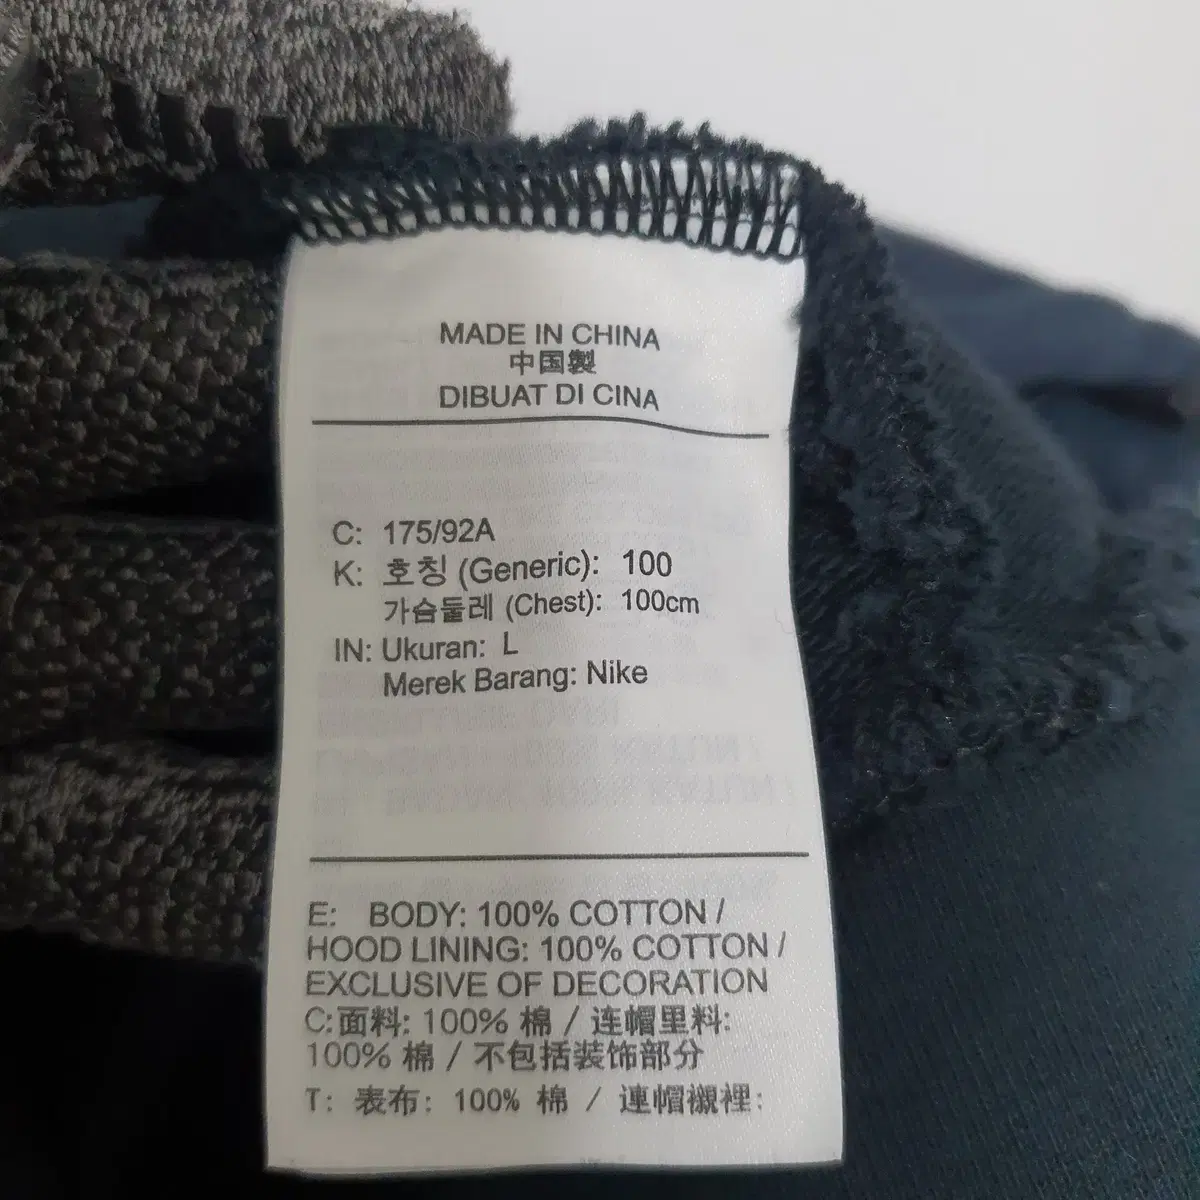 MADE IN CHINA
中国製
DIBUAT DI CINA
C: 175/92A
K: 호칭 (Generic): 100
가슴둘레 (Chest): 100cm
IN: Ukuran: L
Merek Barang: Nike
E: BODY: 100% COTTON /
HOOD LINING: 100% COTTON /
EXCLUSIVE OF DECORATION
C:面料: 100% 棉 / 连帽里料:
100% 棉 / 不包括装饰部分
T: 表布: 100% 棉 / 連帽襯裡: